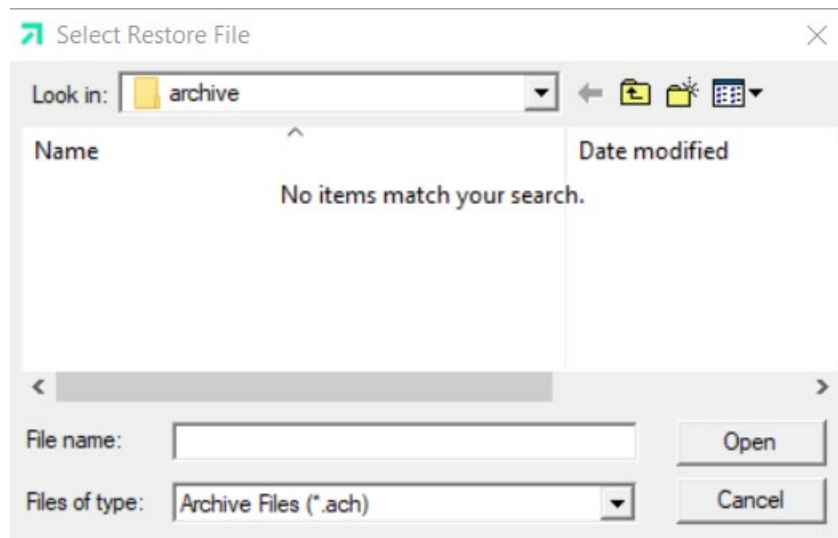 Select Restore File
Look in: archive
Name Date modified
No items match your search.
File name: Open
Files of type: Archive Files (*.ach) Cancel